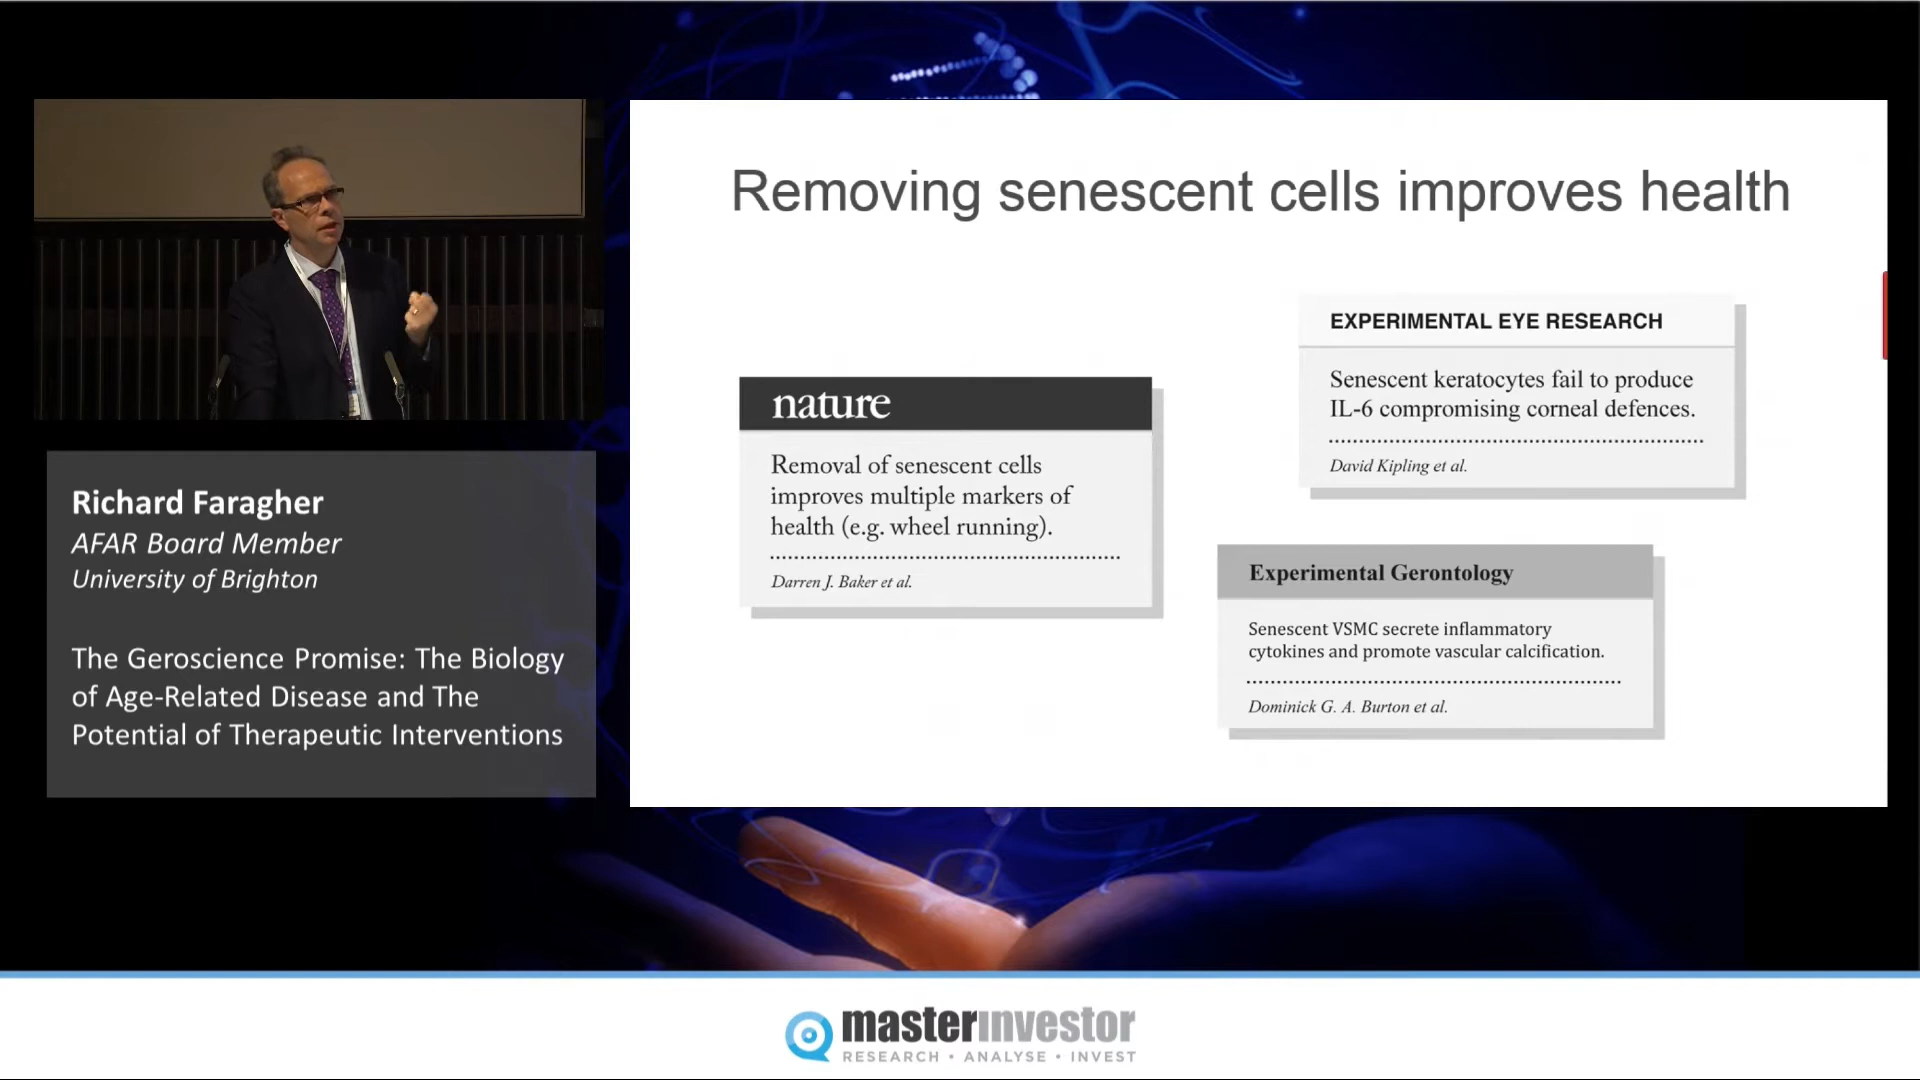 Removing senescent cells improves health
nature
Removal of senescent cells
improves multiple markers of
health (e.g. wheel running).
Darren J. Baker et al.
EXPERIMENTAL EYE RESEARCH
Senescent keratocytes fail to produce
IL-6 compromising corneal defences.
David Kipling et al.
Experimental Gerontology
Senescent VSMC secrete inflammatory
cytokines and promote vascular calcification.
Dominick G. A. Burton et al.
Richard Faragher
AFAR Board Member
University of Brighton
The Geroscience Promise: The Biology
of Age-Related Disease and The
Potential of Therapeutic Interventions
masterinvestor
RESEARCH • ANALYSE • INVEST